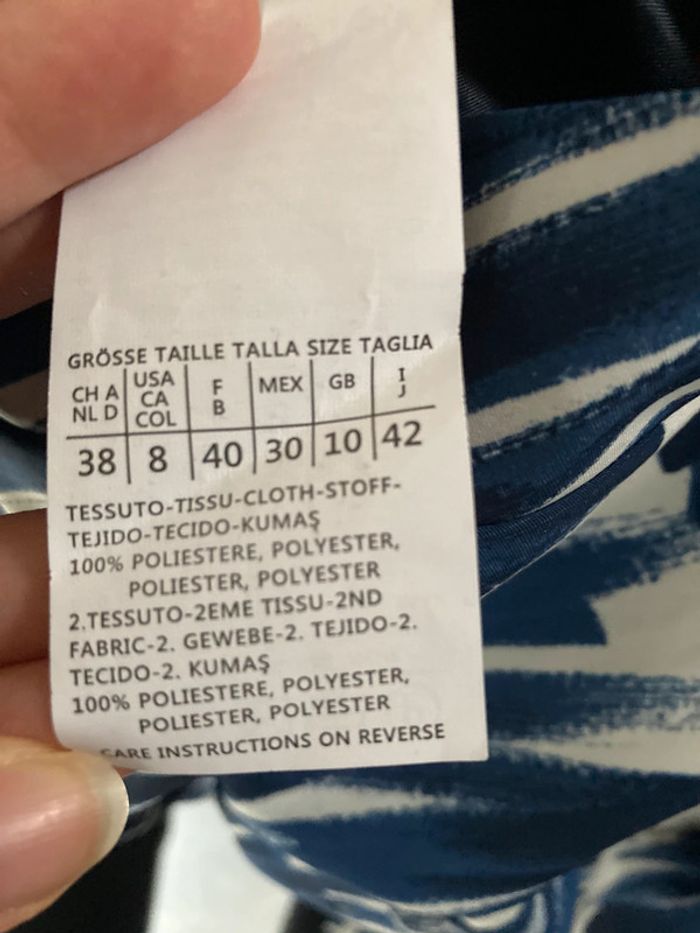 GRÖSSE TAILLE TALLA SIZE TAGLIA
CH A NL D | USA CA COL | F B | MEX | GB | I J
38 | 8 | 40 | 30 | 10 | 42
TESSUTO-TISSU-CLOTH-STOFF-
TEJIDO-TECIDO-KUMAŞ
100% POLIESTERE, POLYESTER,
POLIESTER, POLYESTER
2.TESSUTO-2EME TISSU-2ND
FABRIC-2. GEWEBE-2. TEJIDO-2.
TECIDO-2. KUMAŞ
100% POLIESTERE, POLYESTER,
POLIESTER, POLYESTER
CARE INSTRUCTIONS ON REVERSE